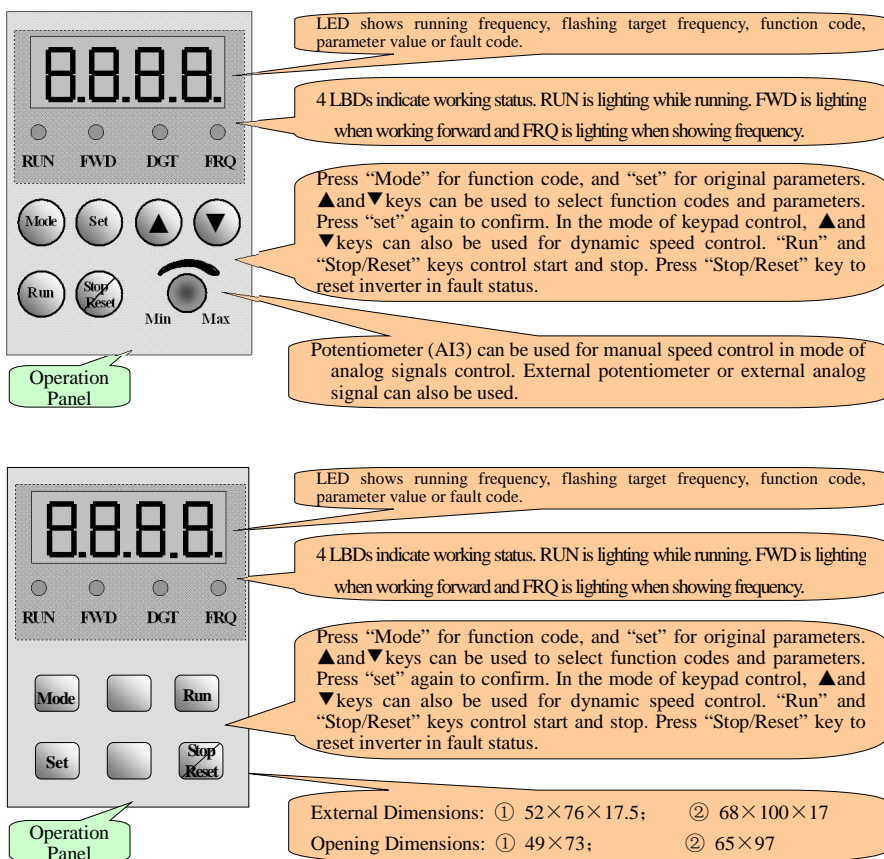 LED shows running frequency, flashing target frequency, function code,
parameter value or fault code.
8.8.8.8.
4 LBDs indicate working status. RUN is lighting while running. FWD is lighting
when working forward and FRQ is lighting when showing frequency.
RUN FWD DGT FRQ
Press “Mode” for function code, and “set” for original parameters.
▲and▼keys can be used to select function codes and parameters.
Press “set” again to confirm. In the mode of keypad control, ▲and
▼keys can also be used for dynamic speed control. “Run” and
“Stop/Reset” keys control start and stop. Press “Stop/Reset” key to
reset inverter in fault status.
Mode Set ▲ ▼
Run Stop
Reset
Min Max
Potentiometer (AI3) can be used for manual speed control in mode of
analog signals control. External potentiometer or external analog
signal can also be used.
Operation
Panel
LED shows running frequency, flashing target frequency, function code,
parameter value or fault code.
8.8.8.8.
4 LBDs indicate working status. RUN is lighting while running. FWD is lighting
when working forward and FRQ is lighting when showing frequency.
RUN FWD DGT FRQ
Press “Mode” for function code, and “set” for original parameters.
▲and▼keys can be used to select function codes and parameters.
Press “set” again to confirm. In the mode of keypad control, ▲and
▼keys can also be used for dynamic speed control. “Run” and
“Stop/Reset” keys control start and stop. Press “Stop/Reset” key to
reset inverter in fault status.
Mode Run
Set Stop
Reset
External Dimensions: ① 52×76×17.5; ② 68×100×17
Opening Dimensions: ① 49×73; ② 65×97
Operation
Panel